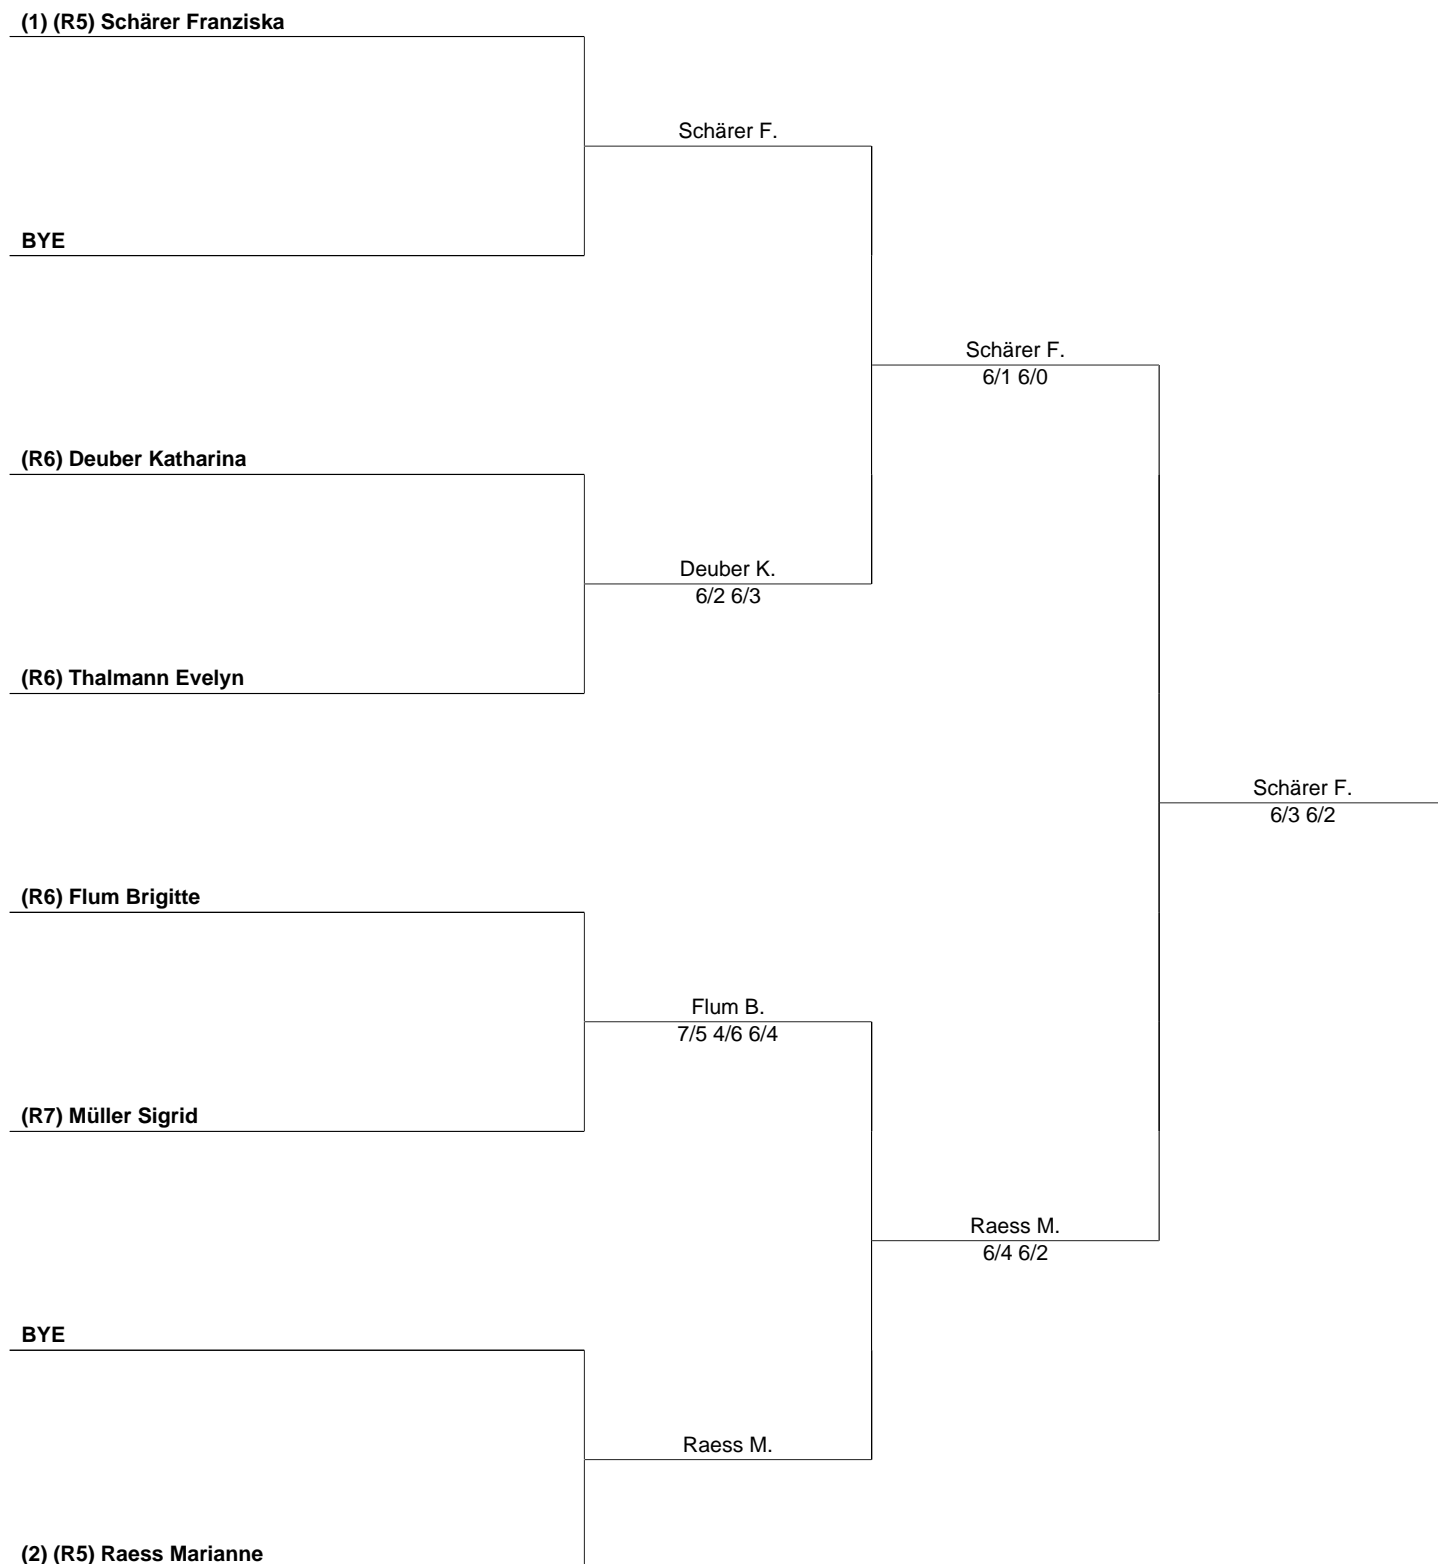 (1) (R5) Schärer Franziska
Schärer F.
BYE
Schärer F.
6/1 6/0
(R6) Deuber Katharina
Deuber K.
6/2 6/3
(R6) Thalmann Evelyn
Schärer F.
6/3 6/2
(R6) Flum Brigitte
Flum B.
7/5 4/6 6/4
(R7) Müller Sigrid
Raess M.
6/4 6/2
BYE
Raess M.
(2) (R5) Raess Marianne